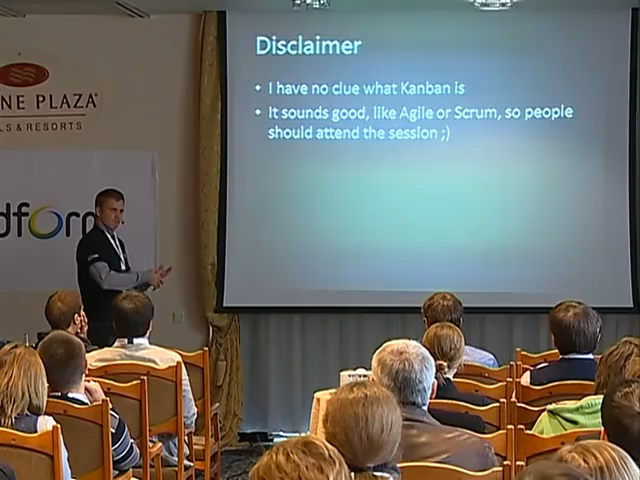 Disclaimer
• I have no clue what Kanban is
• It sounds good, like Agile or Scrum, so people
should attend the session ;)
NE PLAZA
LS & RESORTS
dform